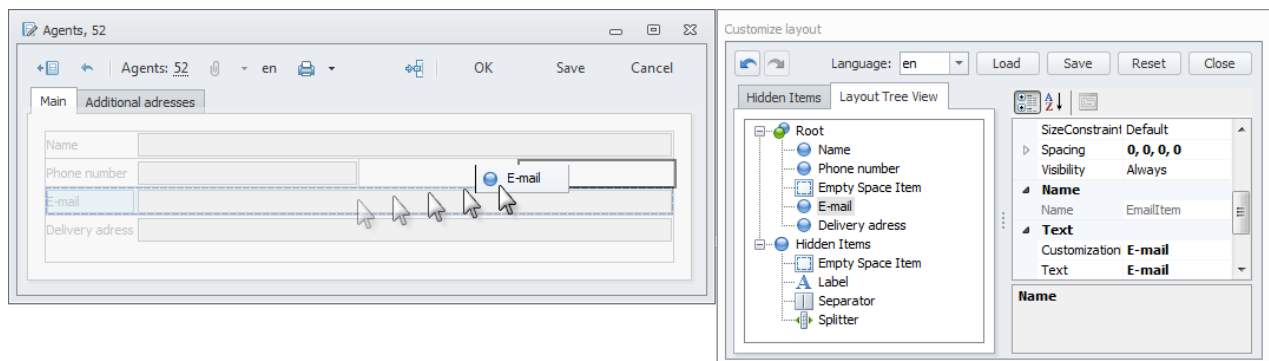 Agents, 52
Agents: 52 en OK Save Cancel
Main Additional adresses
Name
Phone number
E-mail
E-mail
Delivery adress
Customize layout
Language: en Load Save Reset Close
Hidden Items Layout Tree View
Root
Name
Phone number
Empty Space Item
E-mail
Delivery adress
Hidden Items
Empty Space Item
A Label
Separator
Splitter
SizeConstraint Default
Spacing 0, 0, 0, 0
Visibility Always
Name
Name EmailItem
Text
Customization E-mail
Text E-mail
Name